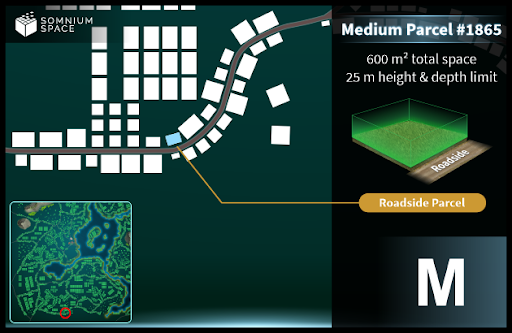 SOMNIUM
SPACE
Medium Parcel #1865
600 m² total space
25 m height & depth limit
Roadside
Roadside Parcel
M